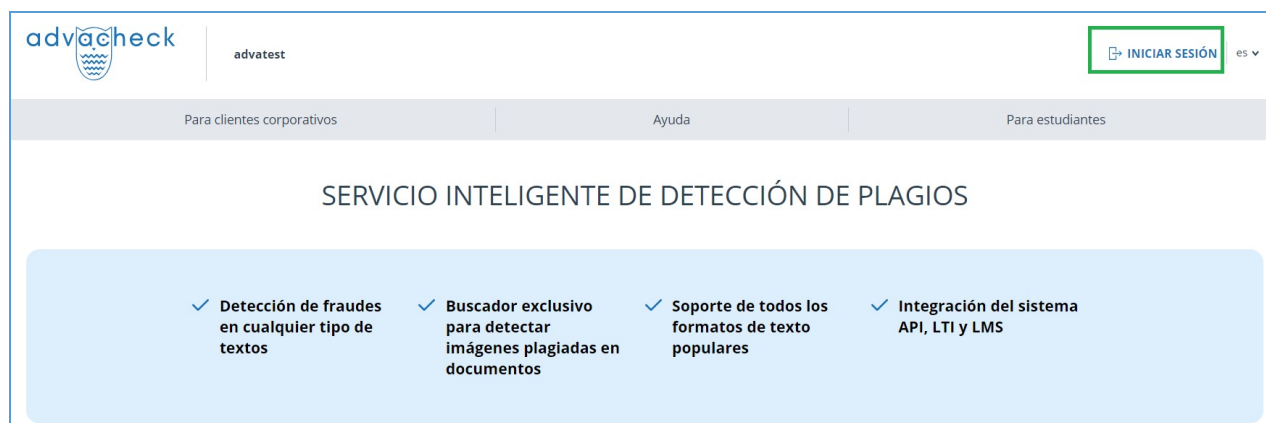 advacheck
advatest
INICIAR SESIÓN
es
Para clientes corporativos
Ayuda
Para estudiantes
SERVICIO INTELIGENTE DE DETECCIÓN DE PLAGIOS
Detección de fraudes
en cualquier tipo de
textos
Buscador exclusivo
para detectar
imágenes plagiadas en
documentos
Soporte de todos los
formatos de texto
populares
Integración del sistema
API, LTI y LMS